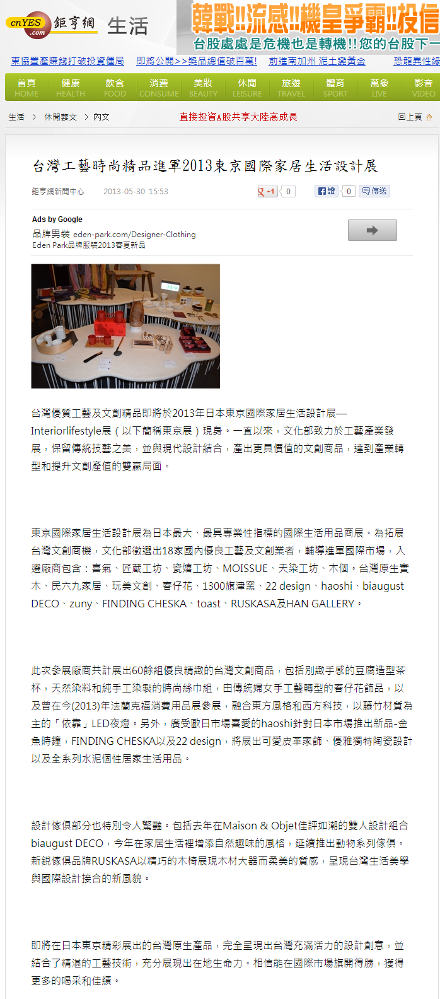 cnYES .com 鉅亨網 生活
韓戰!!流感!!機皇爭霸!!投信
台股處處是危機也是轉機!!您的台股下一
東協置產賺錢打破投資僵局 即將公開>>獎品總值破百萬! 前進南加州 泥土變黃金 恐龍異性緣
首頁 健康 飲食 消費 美妝 休閒 旅遊 體育 萬象 影音
HOME HEALTH FOOD CONSUME BEAUTY LEISURE TRAVEL SPORT LIVE VIDEO
生活 > 休閒藝文 > 內文 直接投資A股共享大陸高成長 回上頁
台灣工藝時尚精品進軍2013東京國際家居生活設計展
鉅亨網新聞中心 2013-05-30 15:53 g +1 0 讚 0 傳送
Ads by Google
品牌男裝 eden-park.com/Designer-Clothing
Eden Park品牌服裝2013春夏新品
台灣優質工藝及文創精品即將於2013年日本東京國際家居生活設計展—
Interiorlifestyle展（以下簡稱東京展）現身。一直以來，文化部致力於工藝產業發
展，保留傳統技藝之美，並與現代設計結合，產出更具價值的文創商品，達到產業轉
型和提升文創產值的雙贏局面。
東京國際家居生活設計展為日本最大、最具專業性指標的國際生活用品商展。為拓展
台灣文創商機，文化部徵選出18家國內優良工藝及文創業者，輔導進軍國際市場，入
選廠商包含：喜氣、匠蔵工坊、瓷嬉工坊、MOISSUE、天染工坊、木個。台灣原生實
木、民六九家居、玩美文創、春仔花、1300旗津窯、22 design、haoshi、biaugust
DECO、zuny、FINDING CHESKA、toast、RUSKASA及HAN GALLERY。
此次參展廠商共計展出60餘組優良精緻的台灣文創商品，包括別緻手感的豆腐造型茶
杯，天然染料和純手工染製的時尚絲巾組，由傳統婦女手工藝轉型的春仔花飾品，以
及曾在今(2013)年法蘭克福消費用品展參展，融合東方風格和西方科技，以藤竹材質為
主的「依靠」LED夜燈。另外，廣受歐日市場喜愛的haoshi針對日本市場推出新品-金
魚時鐘，FINDING CHESKA以及22 design，將展出可愛皮革家飾、優雅獨特陶瓷設計
以及全系列水泥個性居家生活用品。
設計傢俱部分也特別令人驚豔。包括去年在Maison & Objet佳評如潮的雙人設計組合
biaugust DECO，今年在家居生活裡增添自然趣味的風格，延續推出動物系列傢俱。
新銳傢俱品牌RUSKASA以精巧的木椅展現木材大器而柔美的質感，呈現台灣生活美學
與國際設計接合的新風貌。
即將在日本東京精彩展出的台灣原生產品，完全呈現出台灣充滿活力的設計創意，並
結合了精湛的工藝技術，充分展現出在地生命力。相信能在國際市場旗開得勝，獲得
更多的喝采和佳績。